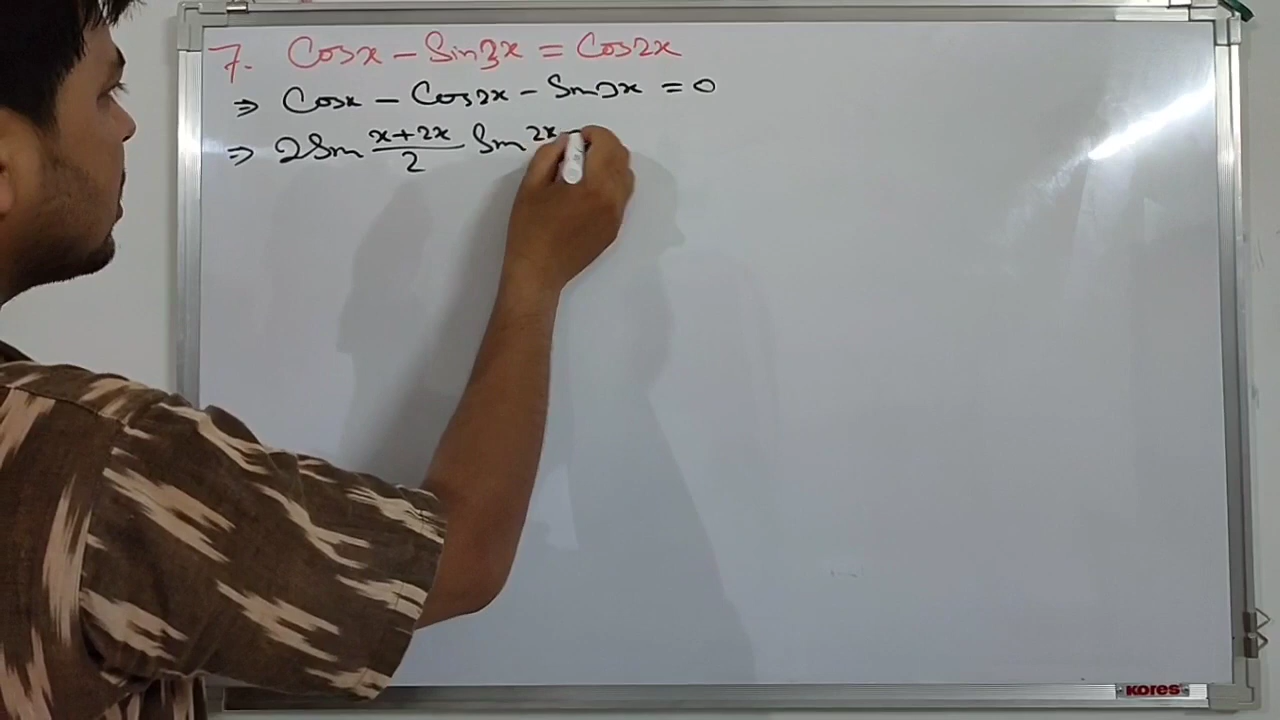 7. Cosx - Sin3x = Cos2x
⇒ Cosx - Cos2x - Sin3x = 0
⇒ 2Sin (x+2x)/2 Sin 2x-
KORES